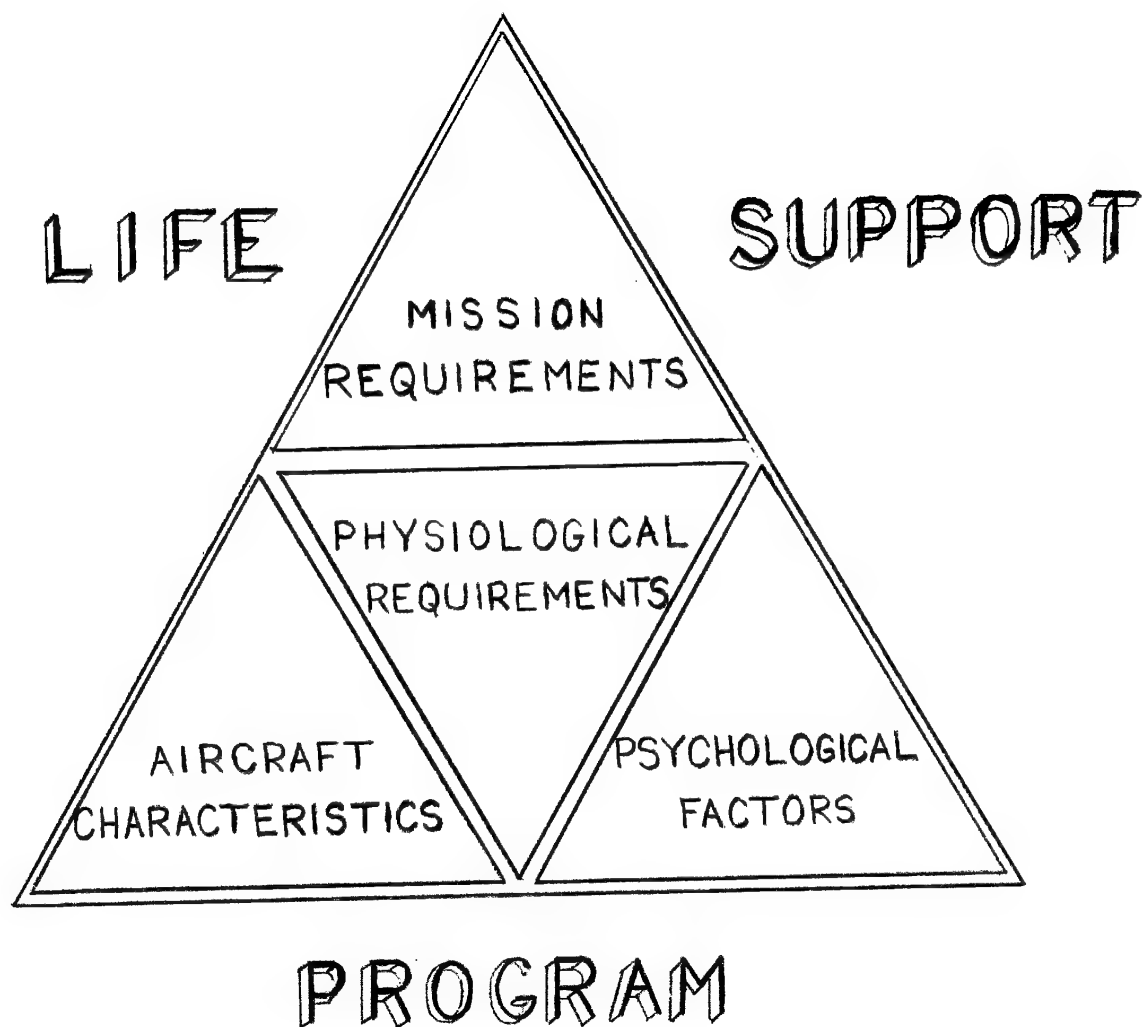 LIFE SUPPORT
MISSION
REQUIREMENTS
PHYSIOLOGICAL
REQUIREMENTS
AIRCRAFT
CHARACTERISTICS
PSYCHOLOGICAL
FACTORS
PROGRAM